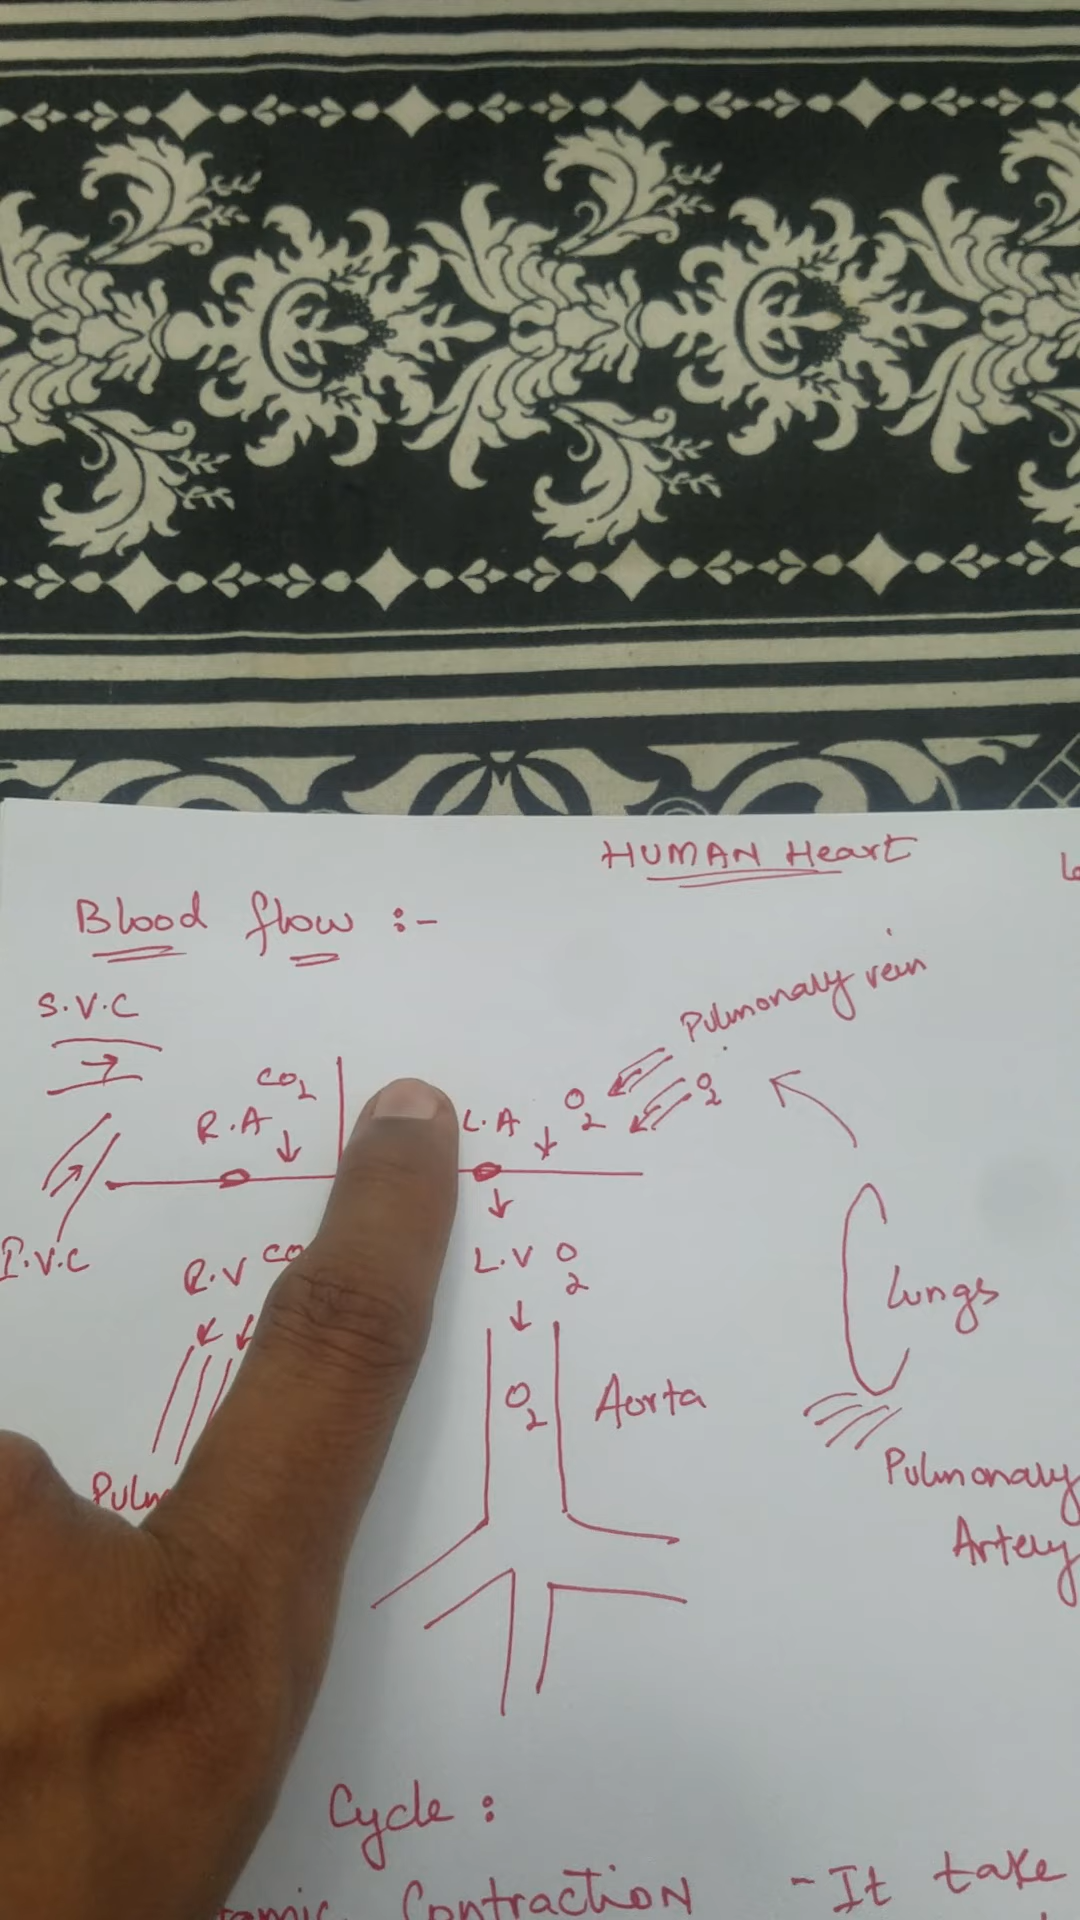 HUMAN Heart
Blood flow :-
S.V.C
Pulmonary vein
CO2
R.A
L.A
O2
O2
I.V.C
R.V
L.V O2
Lungs
O2
Aorta
Pulmonary
Artery
Cycle :
Contraction - It take